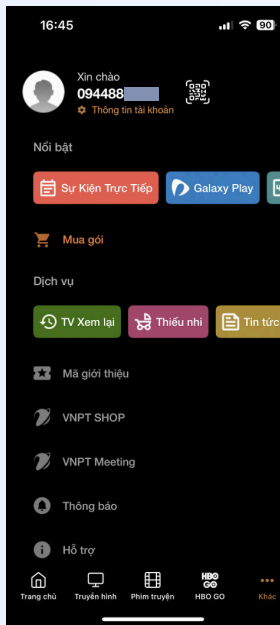 16:45
90
Xin chào
094488
Thông tin tài khoản
Nổi bật
Sự Kiện Trực Tiếp
Galaxy Play
Mua gói
Dịch vụ
TV Xem lại
Thiếu nhi
Tin tức
Mã giới thiệu
VNPT SHOP
VNPT Meeting
Thông báo
Hỗ trợ
HBO GO
Trang chủ
Truyền hình
Phim truyện
HBO GO
Khác